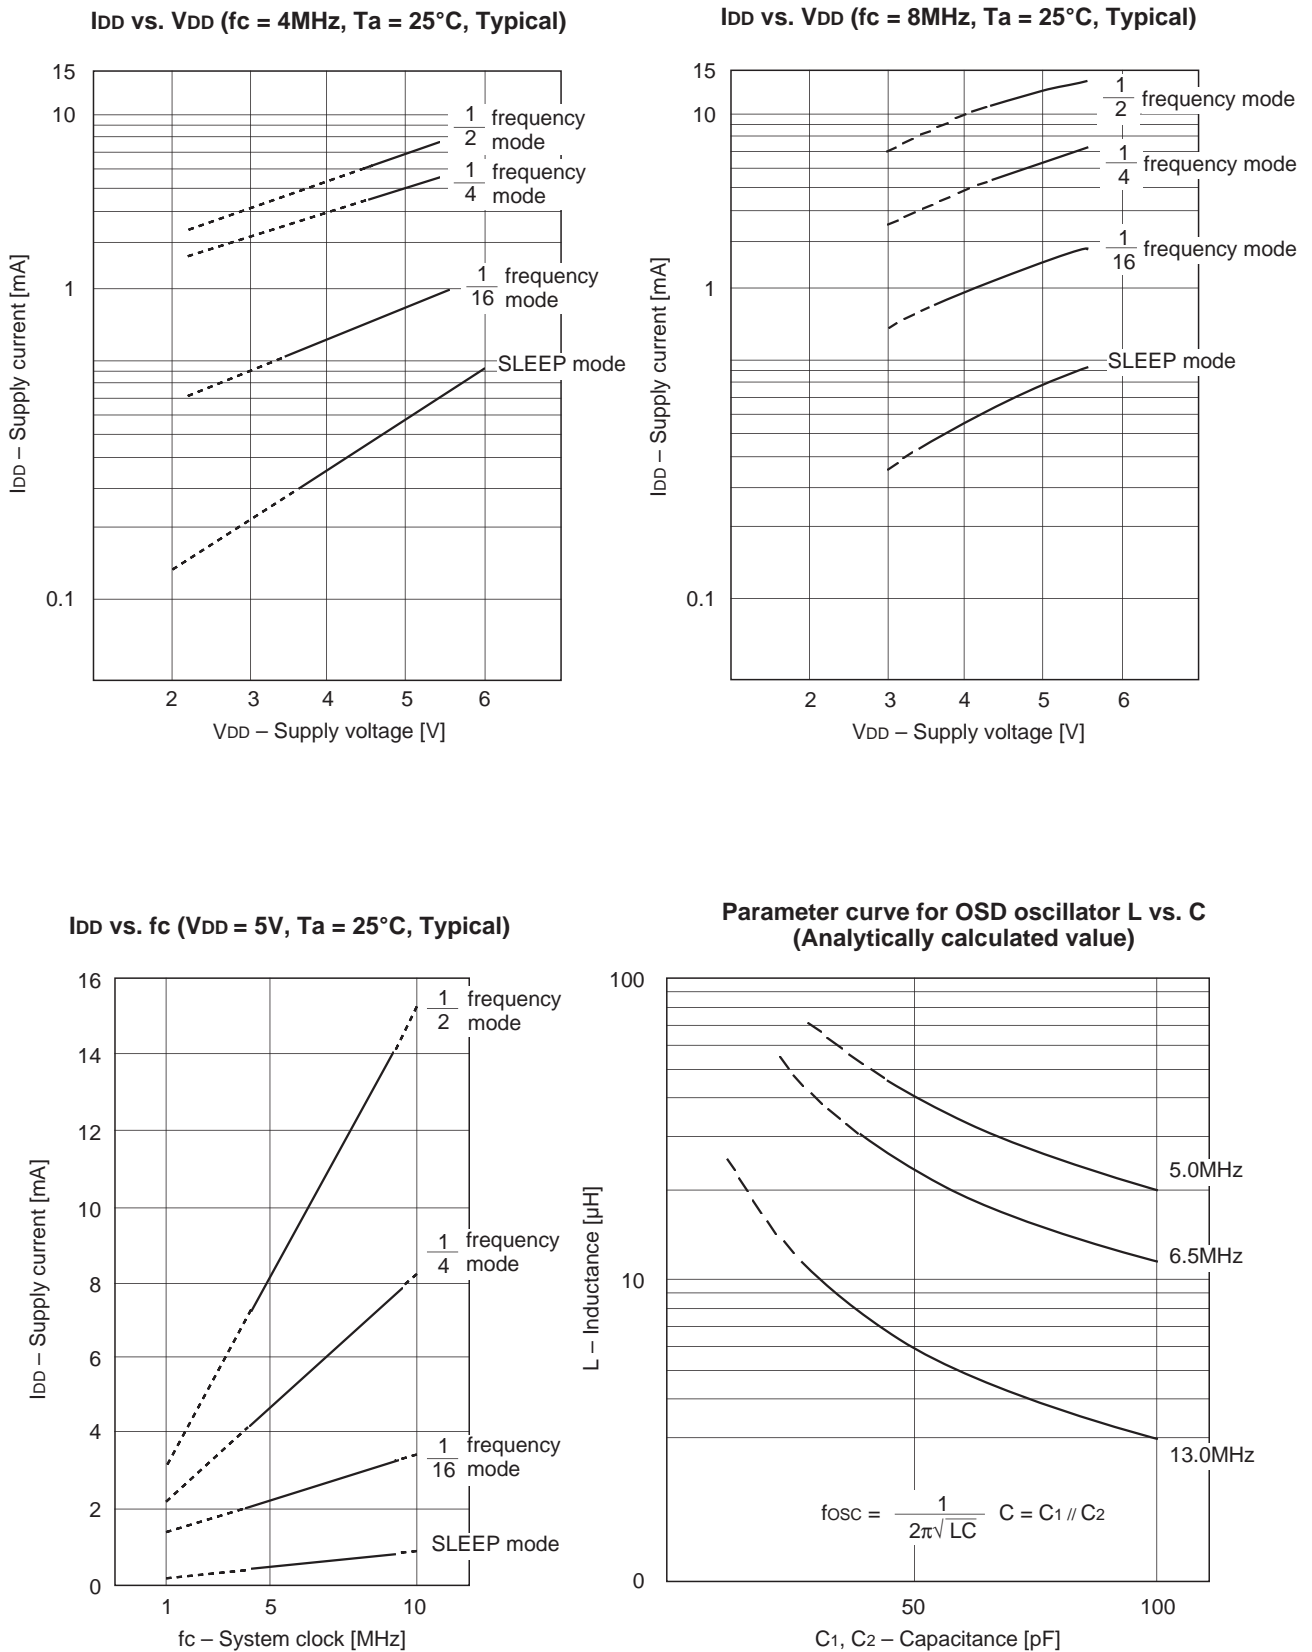 IDD vs. VDD (fc = 4MHz, Ta = 25°C, Typical)
15
10
1
0.1
IDD – Supply current [mA]
1
2
frequency
mode
1
4
frequency
mode
1
16
frequency
mode
SLEEP mode
2 3 4 5 6
VDD – Supply voltage [V]
IDD vs. VDD (fc = 8MHz, Ta = 25°C, Typical)
15
10
1
0.1
IDD – Supply current [mA]
1
2
frequency mode
1
4
frequency mode
1
16
frequency mode
SLEEP mode
2 3 4 5 6
VDD – Supply voltage [V]
IDD vs. fc (VDD = 5V, Ta = 25°C, Typical)
16
14
12
10
8
6
4
2
0
IDD – Supply current [mA]
1
2
frequency
mode
1
4
frequency
mode
1
16
frequency
mode
SLEEP mode
1 5 10
fc – System clock [MHz]
Parameter curve for OSD oscillator L vs. C
(Analytically calculated value)
100
10
0
L – Inductance [µH]
5.0MHz
6.5MHz
13.0MHz
fOSC = 1 / 2π√LC C = C1 // C2
50 100
C1, C2 – Capacitance [pF]